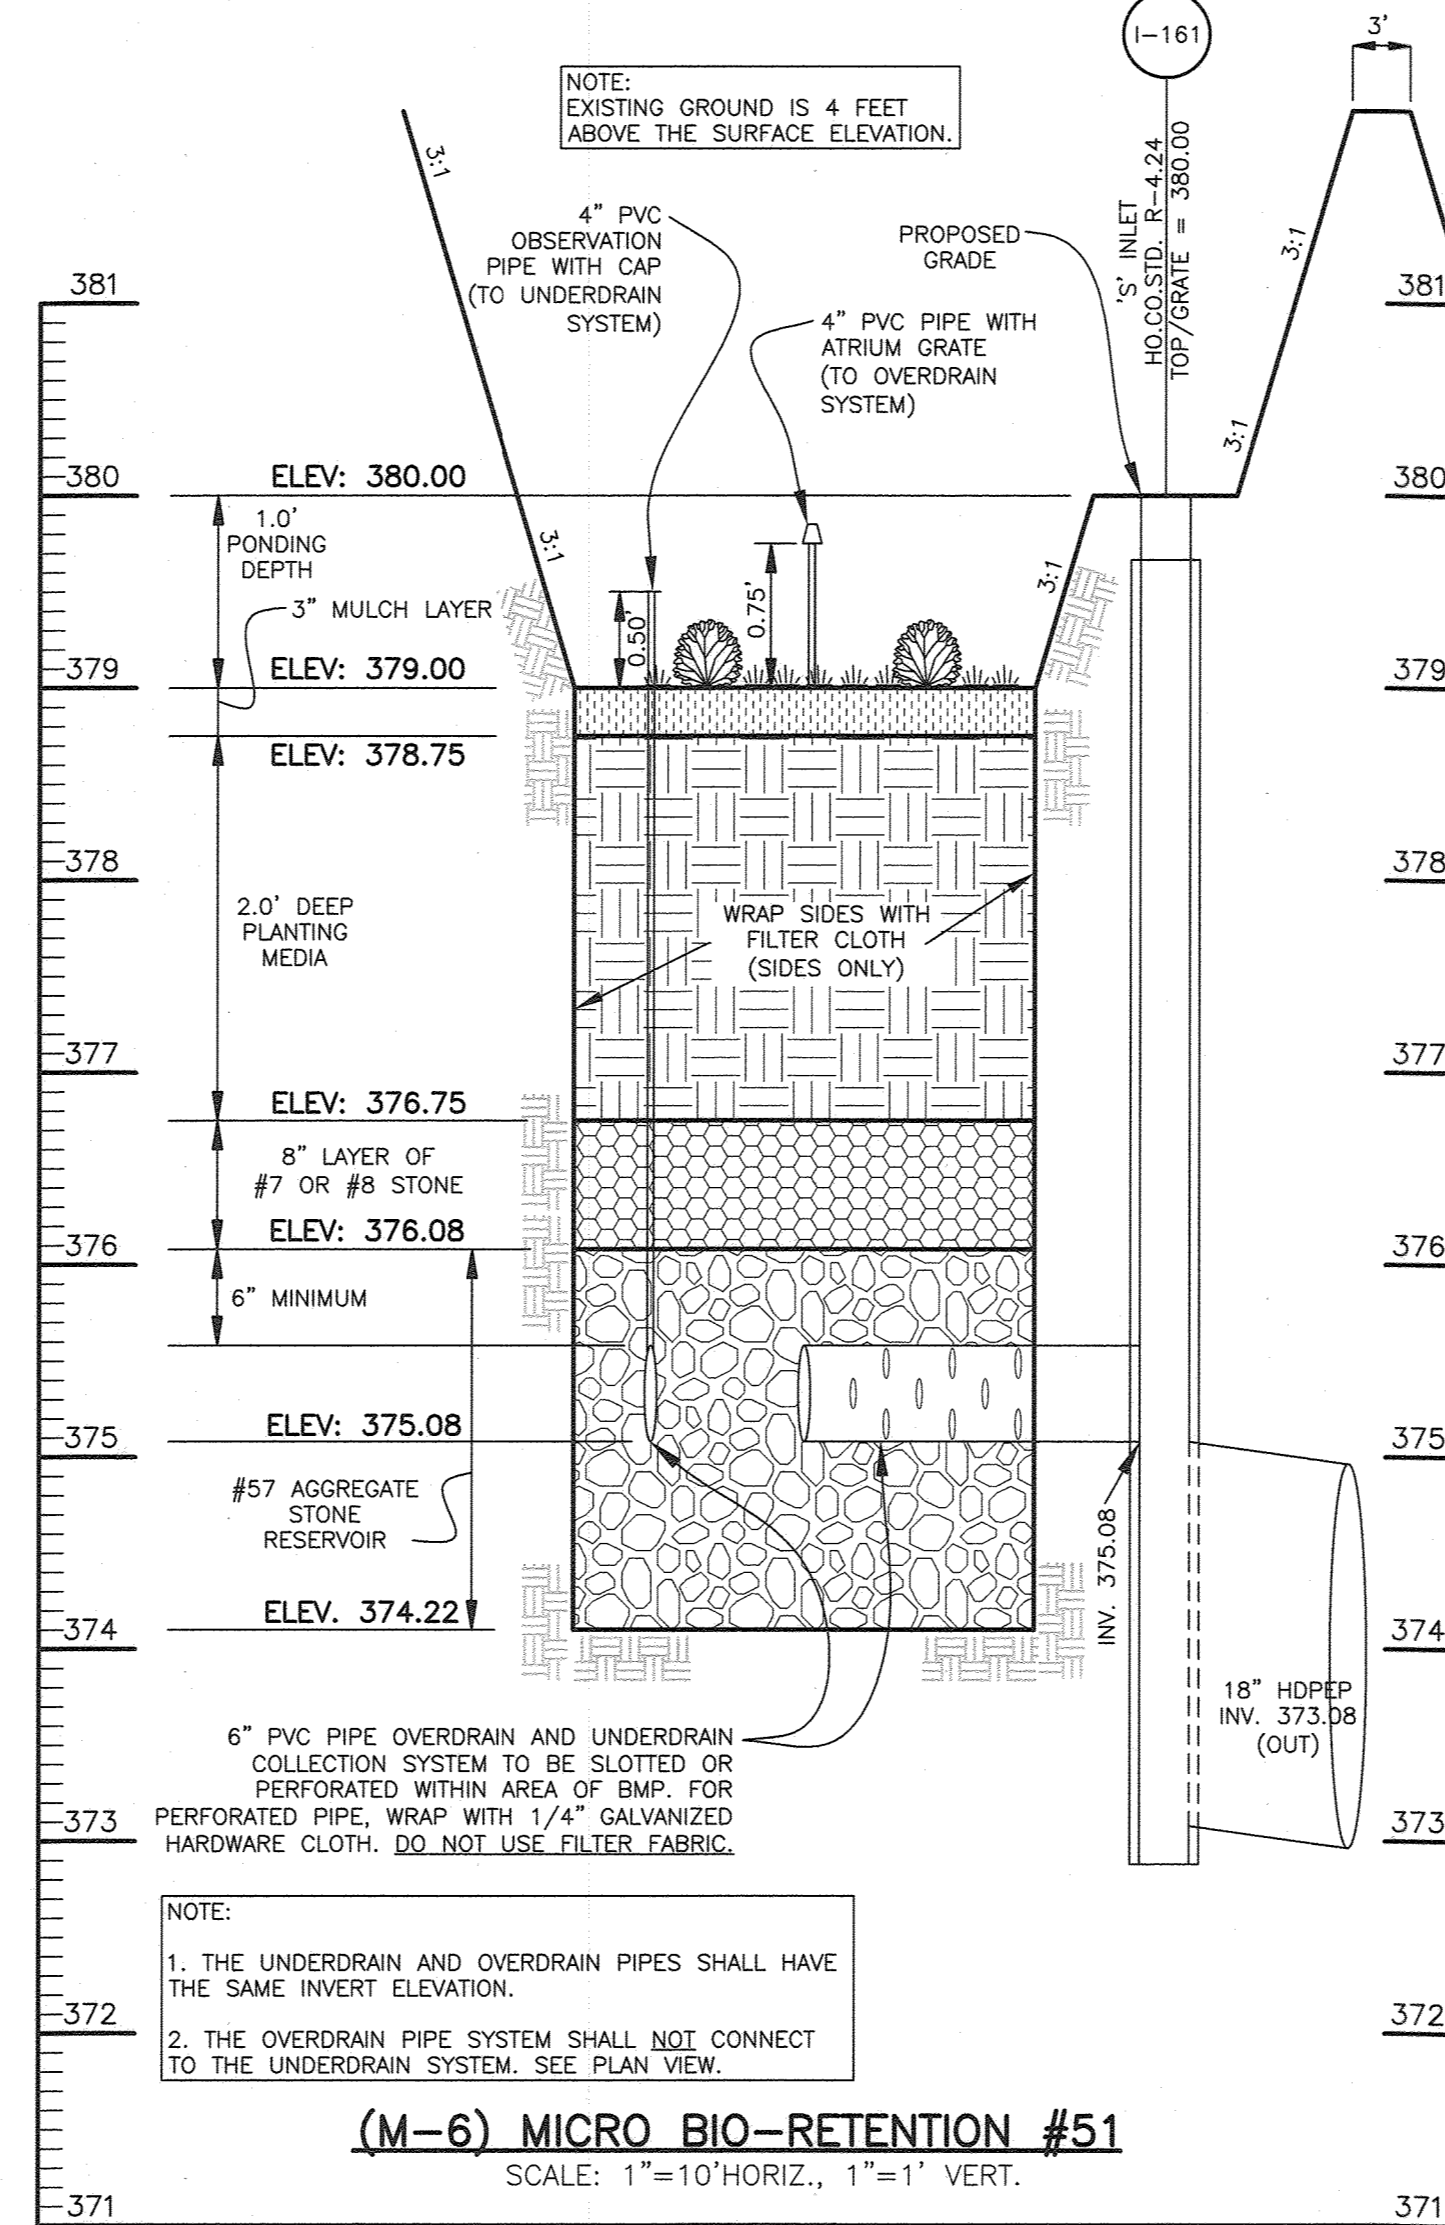 I-161
3'
NOTE:
EXISTING GROUND IS 4 FEET
ABOVE THE SURFACE ELEVATION.
3:1
4" PVC
OBSERVATION
PIPE WITH CAP
(TO UNDERDRAIN
SYSTEM)
PROPOSED
GRADE
'S' INLET
HO.CO.STD. R-4.24
TOP/GRATE = 380.00
3:1
4" PVC PIPE WITH
ATRIUM GRATE
(TO OVERDRAIN
SYSTEM)
381
381
3:1
380
ELEV: 380.00
380
1.0'
PONDING
DEPTH
3:1
3:1
3" MULCH LAYER
0.50'
0.75'
379
ELEV: 379.00
379
ELEV: 378.75
378
378
2.0' DEEP
PLANTING
MEDIA
WRAP SIDES WITH
FILTER CLOTH
(SIDES ONLY)
377
377
ELEV: 376.75
8" LAYER OF
#7 OR #8 STONE
ELEV: 376.08
376
376
6" MINIMUM
ELEV: 375.08
375
375
#57 AGGREGATE
STONE
RESERVOIR
INV. 375.08
ELEV. 374.22
374
374
18" HDPEP
INV. 373.08
(OUT)
6" PVC PIPE OVERDRAIN AND UNDERDRAIN
COLLECTION SYSTEM TO BE SLOTTED OR
PERFORATED WITHIN AREA OF BMP. FOR
PERFORATED PIPE, WRAP WITH 1/4" GALVANIZED
HARDWARE CLOTH. DO NOT USE FILTER FABRIC.
373
373
NOTE:
1. THE UNDERDRAIN AND OVERDRAIN PIPES SHALL HAVE
THE SAME INVERT ELEVATION.
2. THE OVERDRAIN PIPE SYSTEM SHALL NOT CONNECT
TO THE UNDERDRAIN SYSTEM. SEE PLAN VIEW.
372
372
(M-6) MICRO BIO-RETENTION #51
SCALE: 1"=10'HORIZ., 1"=1' VERT.
371
371